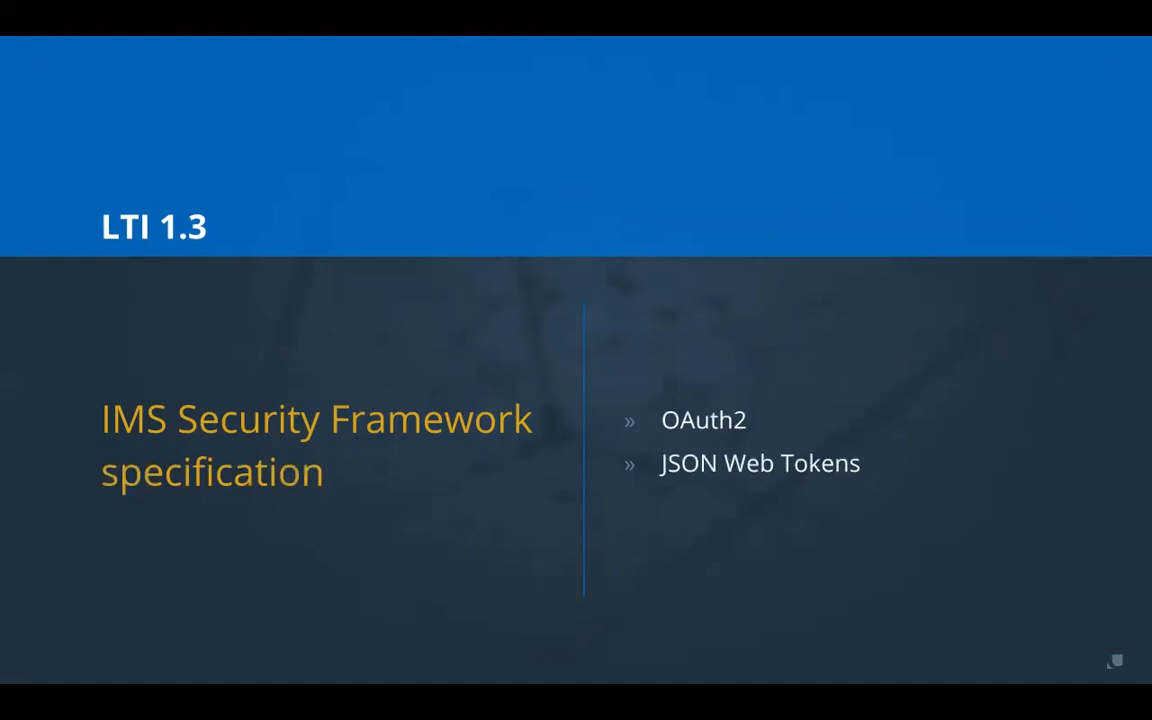 LTI 1.3
IMS Security Framework
specification
» OAuth2
» JSON Web Tokens